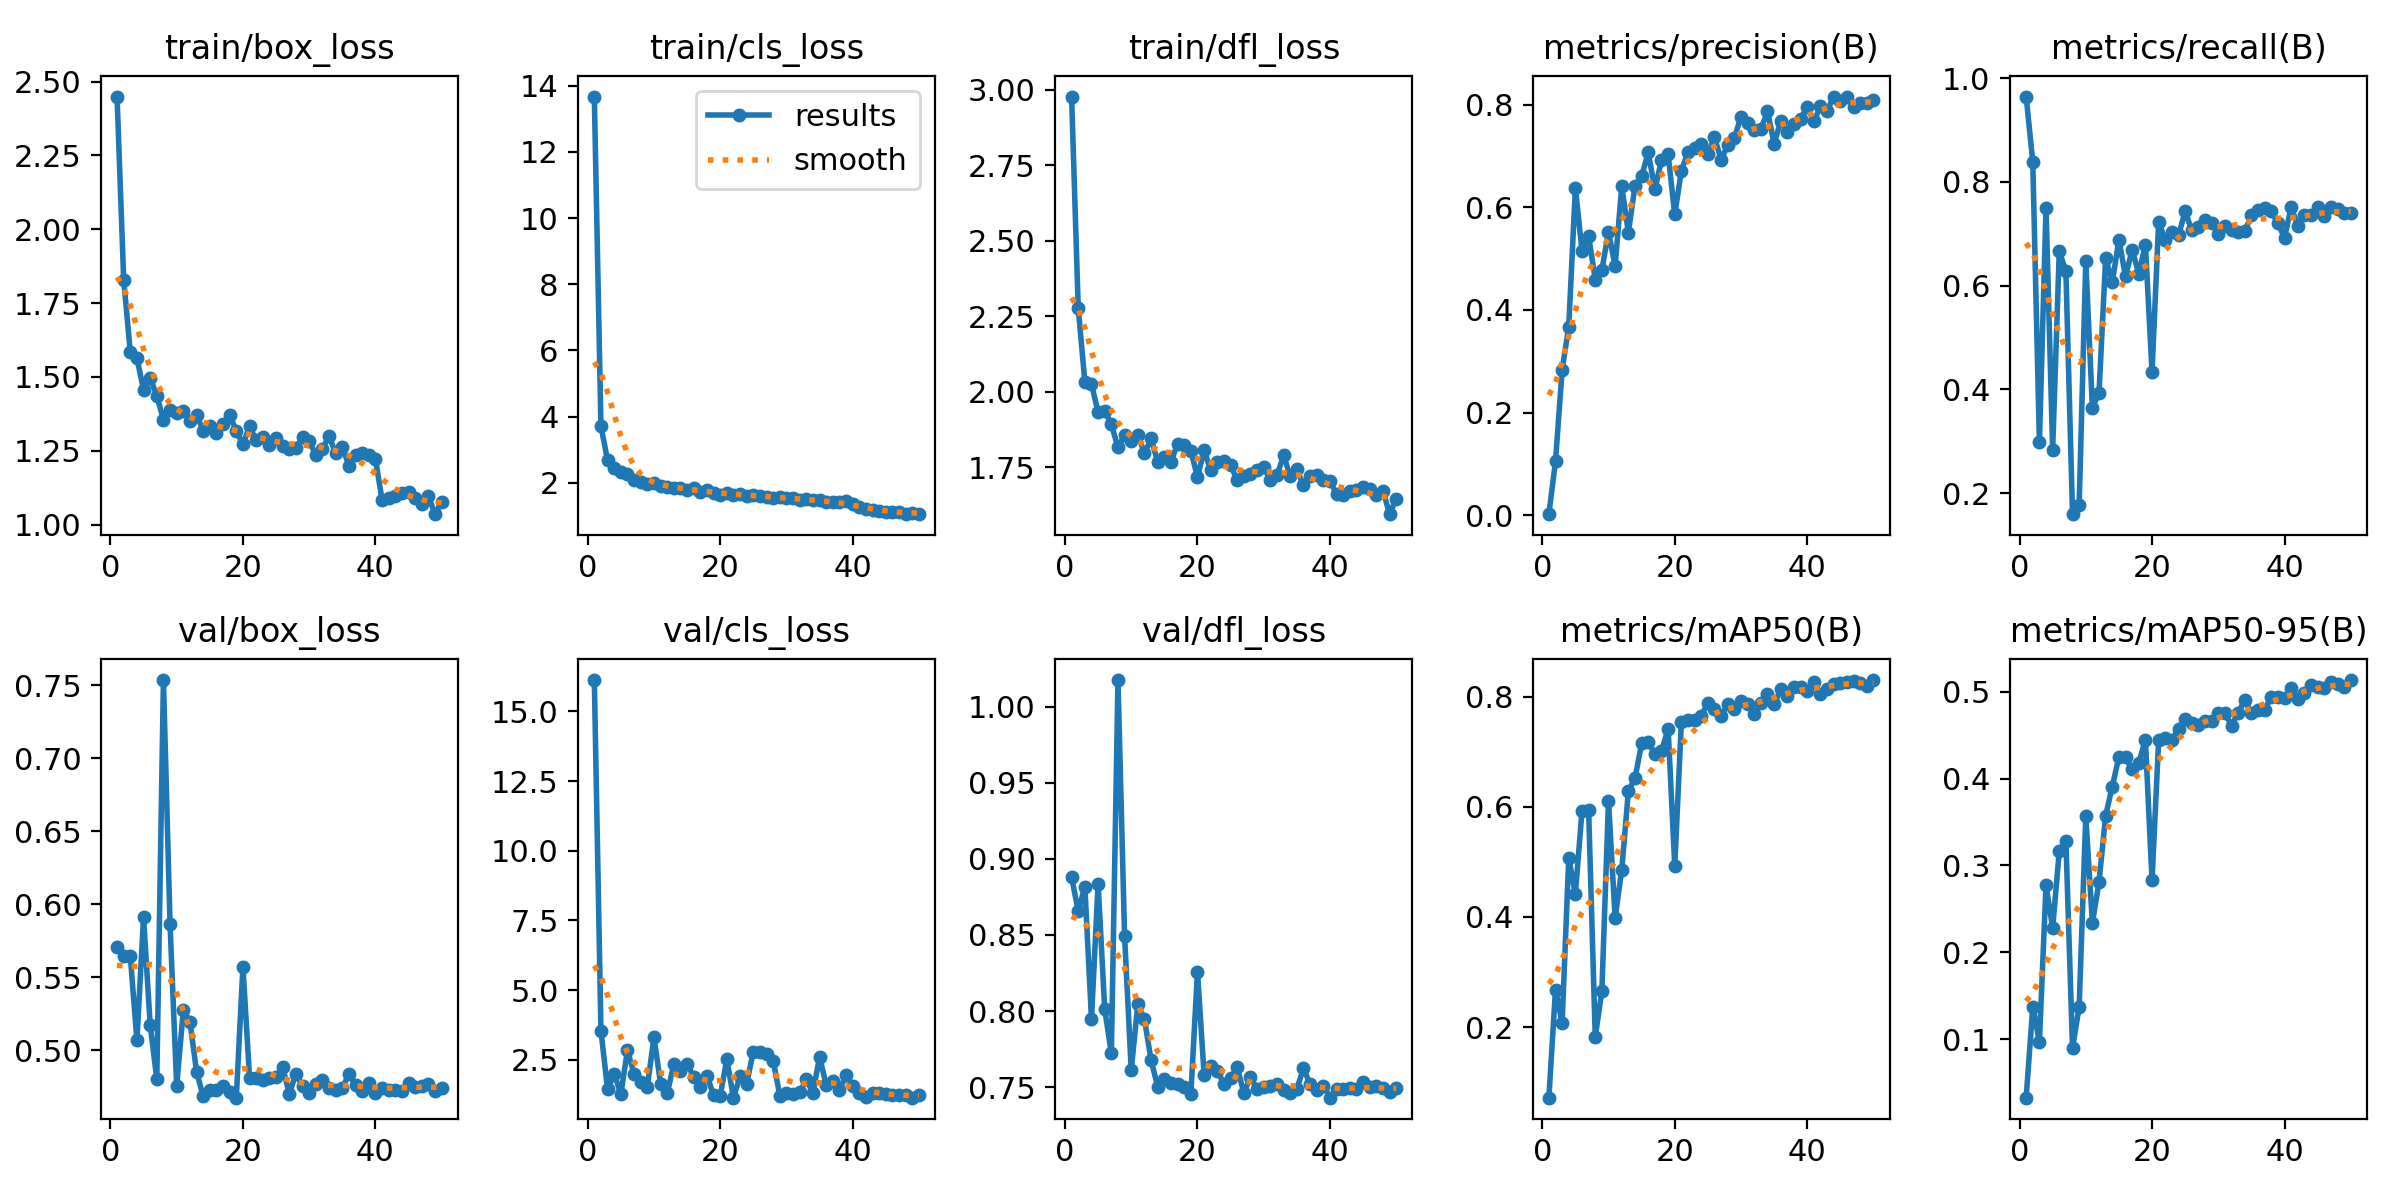 train/box_loss
2.50
2.25
2.00
1.75
1.50
1.25
1.00
0 20 40
train/cls_loss
14
12
10
8
6
4
2
0 20 40
results
smooth
train/dfl_loss
3.00
2.75
2.50
2.25
2.00
1.75
0 20 40
metrics/precision(B)
0.8
0.6
0.4
0.2
0.0
0 20 40
metrics/recall(B)
1.0
0.8
0.6
0.4
0.2
0 20 40
val/box_loss
0.75
0.70
0.65
0.60
0.55
0.50
0 20 40
val/cls_loss
15.0
12.5
10.0
7.5
5.0
2.5
0 20 40
val/dfl_loss
1.00
0.95
0.90
0.85
0.80
0.75
0 20 40
metrics/mAP50(B)
0.8
0.6
0.4
0.2
0 20 40
metrics/mAP50-95(B)
0.5
0.4
0.3
0.2
0.1
0 20 40